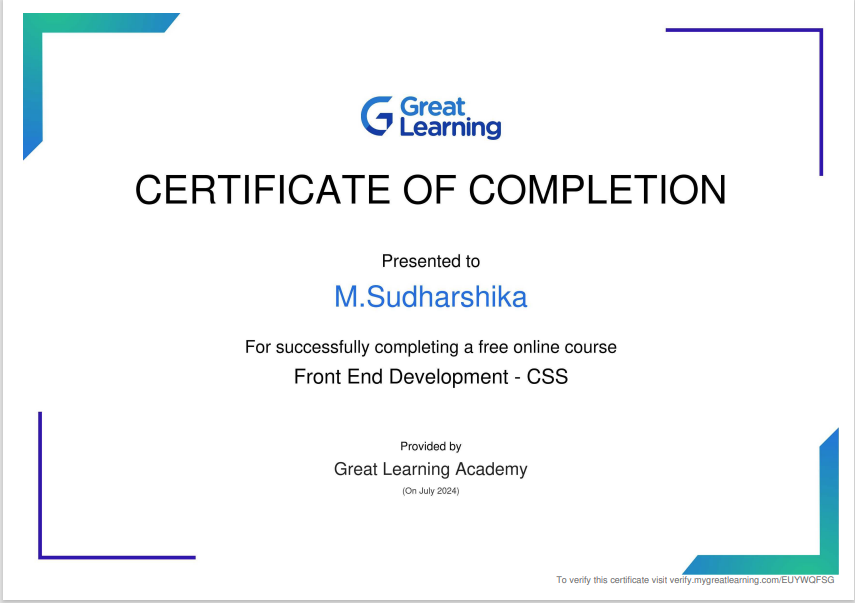 Great
Learning
CERTIFICATE OF COMPLETION
Presented to
M.Sudharshika
For successfully completing a free online course
Front End Development - CSS
Provided by
Great Learning Academy
(On July 2024)
To verify this certificate visit verify.mygreatlearning.com/EUYWQFSG